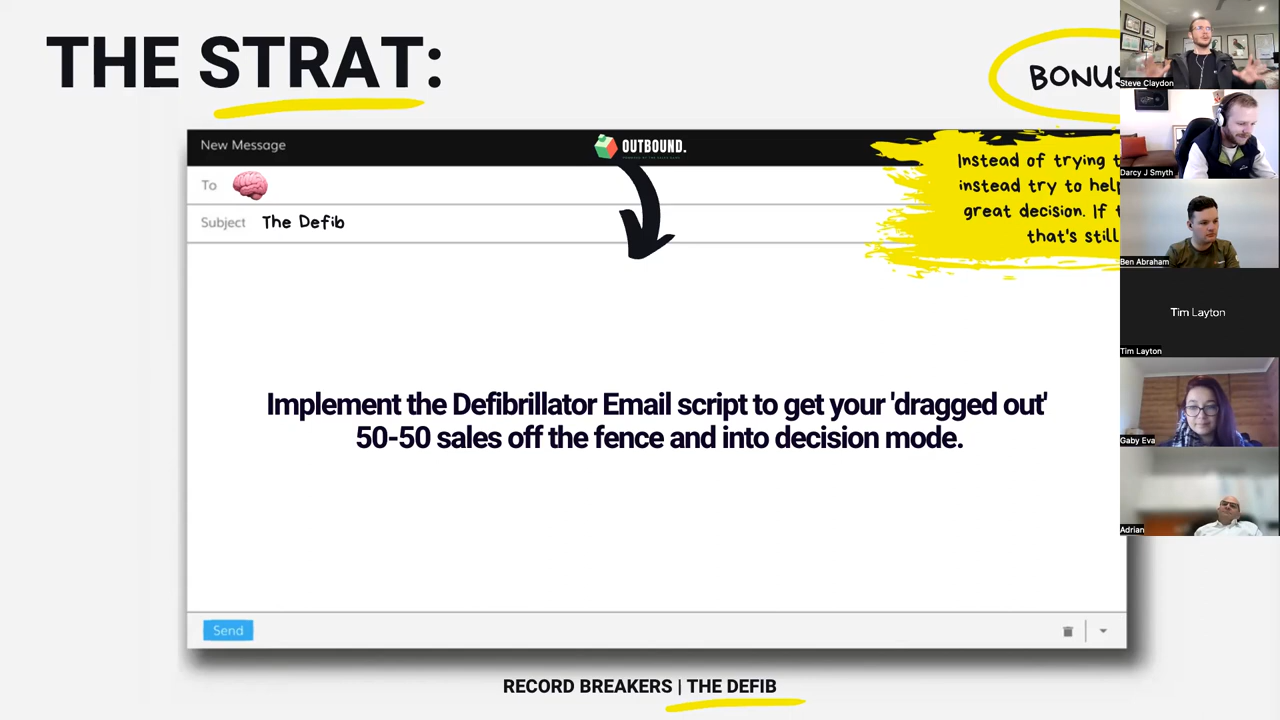 THE STRAT:
BONUS
New Message
OUTBOUND.
To
Subject The Defib
Instead of trying t
instead try to help
great decision. If t
that's still
Implement the Defibrillator Email script to get your 'dragged out'
50-50 sales off the fence and into decision mode.
Send
RECORD BREAKERS | THE DEFIB
Steve Claydon
Darcy J Smyth
Ben Abraham
Tim Layton
Tim Layton
Gaby Eva
Adrian